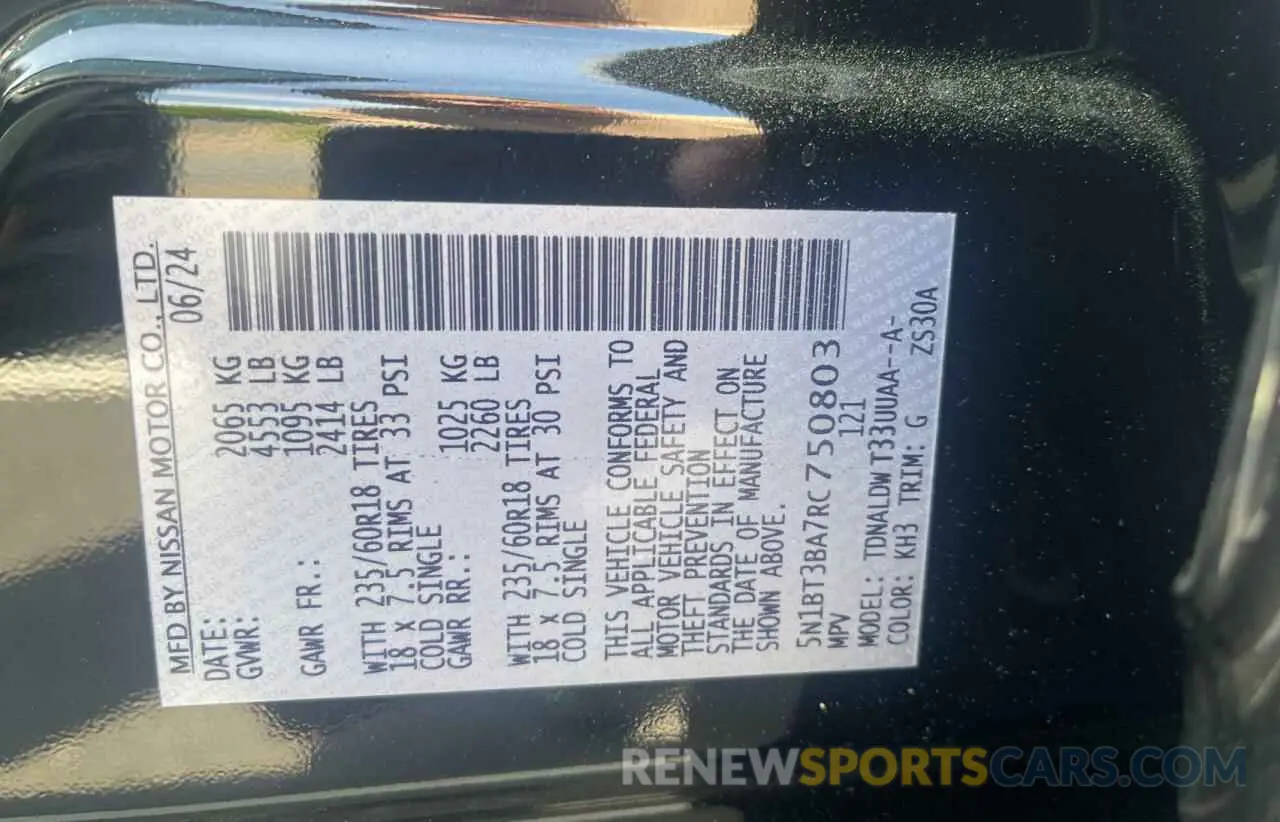 MFD BY NISSAN MOTOR CO., LTD.
DATE: 06/24
GVWR: 2065 KG
4553 LB
GAWR FR.: 1095 KG
2414 LB
WITH 235/60R18 TIRES
18 X 7.5 RIMS AT 33 PSI
COLD SINGLE
GAWR RR.: 1025 KG
2260 LB
WITH 235/60R18 TIRES
18 X 7.5 RIMS AT 30 PSI
COLD SINGLE
THIS VEHICLE CONFORMS TO
ALL APPLICABLE FEDERAL
MOTOR VEHICLE SAFETY AND
THEFT PREVENTION
STANDARDS IN EFFECT ON
THE DATE OF MANUFACTURE
SHOWN ABOVE.
5N1BT3BA7RC750803
MPV 121
MODEL: TDNALDWT33UUAA--A-
COLOR: KH3 TRIM: G ZS30A
RENEWSPORTSCARS.COM